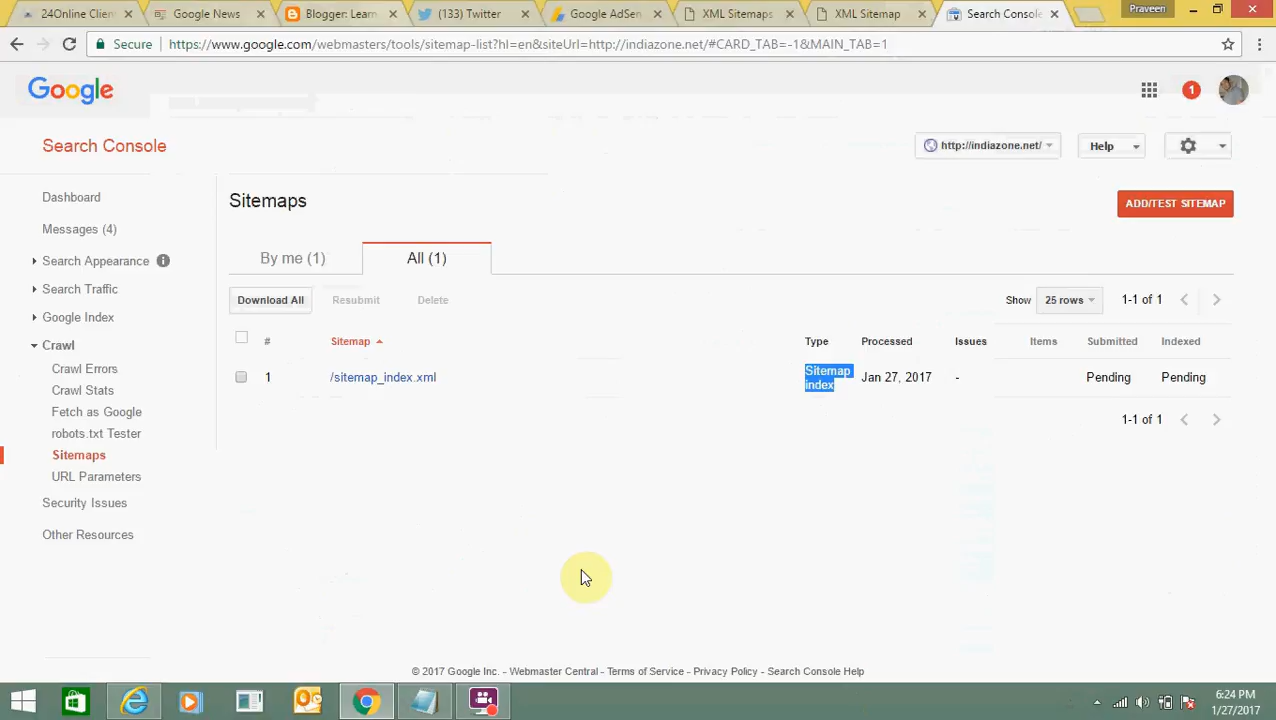 24Online Client
Google News
Blogger: Learn
(133) Twitter
Google AdSen
XML Sitemaps
XML Sitemap
Search Console
Praveen
Secure
https://www.google.com/webmasters/tools/sitemap-list?hl=en&siteUrl=http://indiazone.net/#CARD_TAB=-1&MAIN_TAB=1
Google
1
Search Console
http://indiazone.net/
Help
Dashboard
Messages (4)
Search Appearance
Search Traffic
Google Index
Crawl
Crawl Errors
Crawl Stats
Fetch as Google
robots.txt Tester
Sitemaps
URL Parameters
Security Issues
Other Resources
Sitemaps
ADD/TEST SITEMAP
By me (1)
All (1)
Download All
Resubmit
Delete
Show
25 rows
1-1 of 1
# Sitemap Type Processed Issues Items Submitted Indexed
1 /sitemap_index.xml Sitemap index Jan 27, 2017 - Pending Pending
1-1 of 1
© 2017 Google Inc. - Webmaster Central - Terms of Service - Privacy Policy - Search Console Help
6:24 PM
1/27/2017